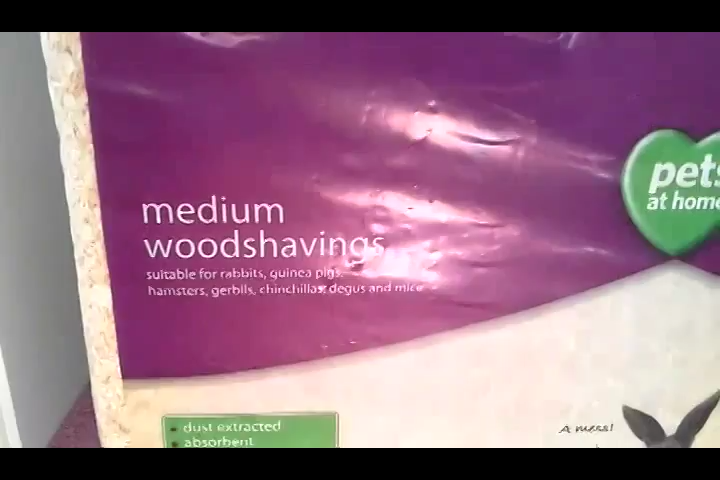 medium
woodshavings
suitable for rabbits, guinea pigs,
hamsters, gerbils, chinchillas, degus and mice
pets
at home
dust extracted
absorbent
A mess!